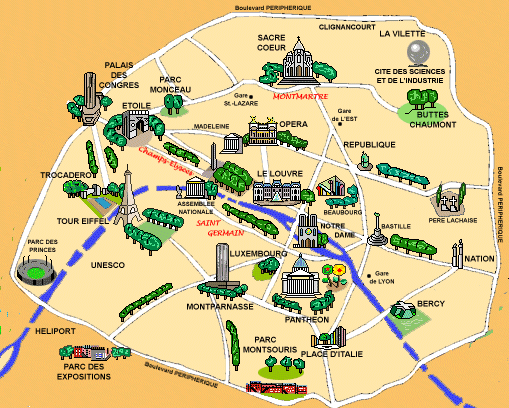 Boulevard PERIPHERIQUE
CLIGNANCOURT
LA VILLETTE
SACRE
COEUR
PALAIS
DES
CONGRES
CITE DES SCIENCES
ET DE L'INDUSTRIE
PARC
MONCEAU
Gare
St.-LAZARE
MONTMARTRE
ETOILE
Gare
de L'EST
BUTTES
CHAUMONT
MADELEINE
OPERA
REPUBLIQUE
Champs Elysees
TROCADERO
LE LOUVRE
Boulevard PERIPHERIQUE
ASSEMBLEE
NATIONALE
BEAUBOURG
PERE LACHAISE
TOUR EIFFEL
SAINT
GERMAIN
NOTRE
DAME
BASTILLE
PARC DES
PRINCES
UNESCO
LUXEMBOURG
NATION
Gare
de LYON
MONTPARNASSE
BERCY
PANTHEON
HELIPORT
PARC
MONTSOURIS
PLACE D'ITALIE
PARC DES
EXPOSITIONS
Boulevard PERIPHERIQUE